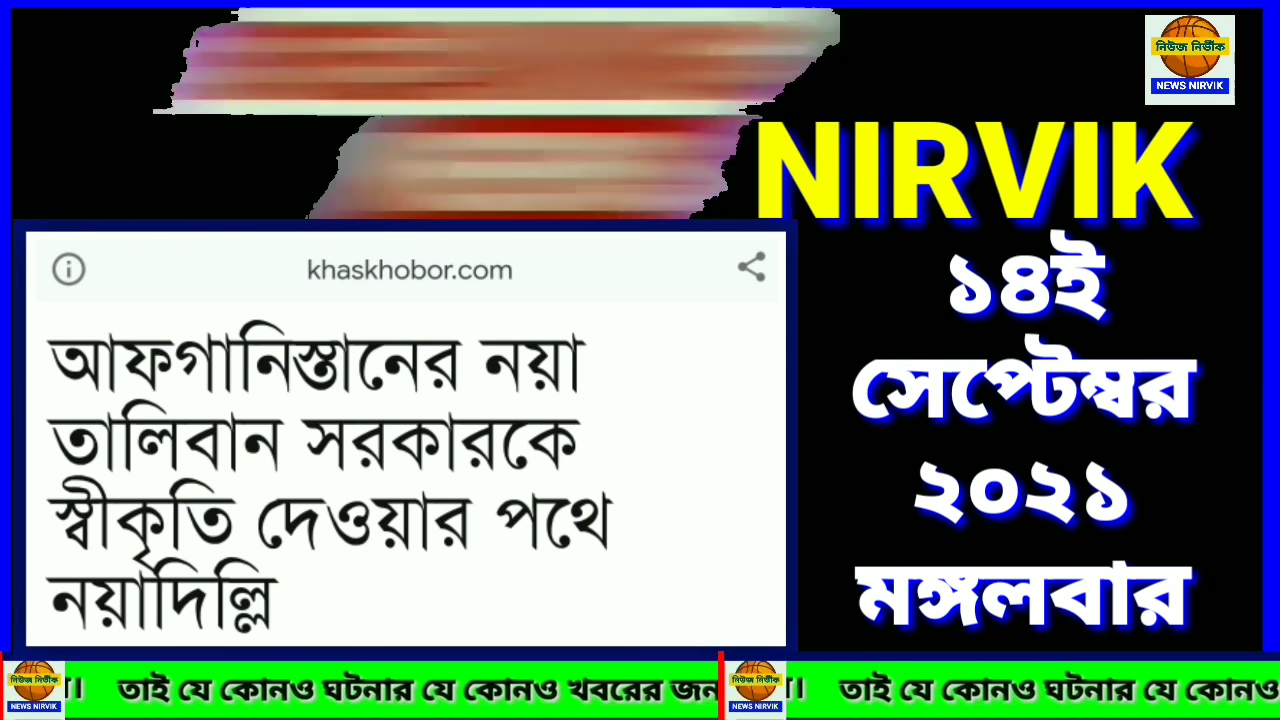 নিউজ নির্ভীক
NEWS NIRVIK
NIRVIK
১৪ই
সেপ্টেম্বর
২০২১
মঙ্গলবার
khaskhobor.com
আফগানিস্তানের নয়া
তালিবান সরকারকে
স্বীকৃতি দেওয়ার পথে
নয়াদিল্লি
নিউজ নির্ভীক
NEWS NIRVIK
তাই যে কোনও ঘটনার যে কোনও খবরের জন
নিউজ নির্ভীক
NEWS NIRVIK
তাই যে কোনও ঘটনার যে কোনও